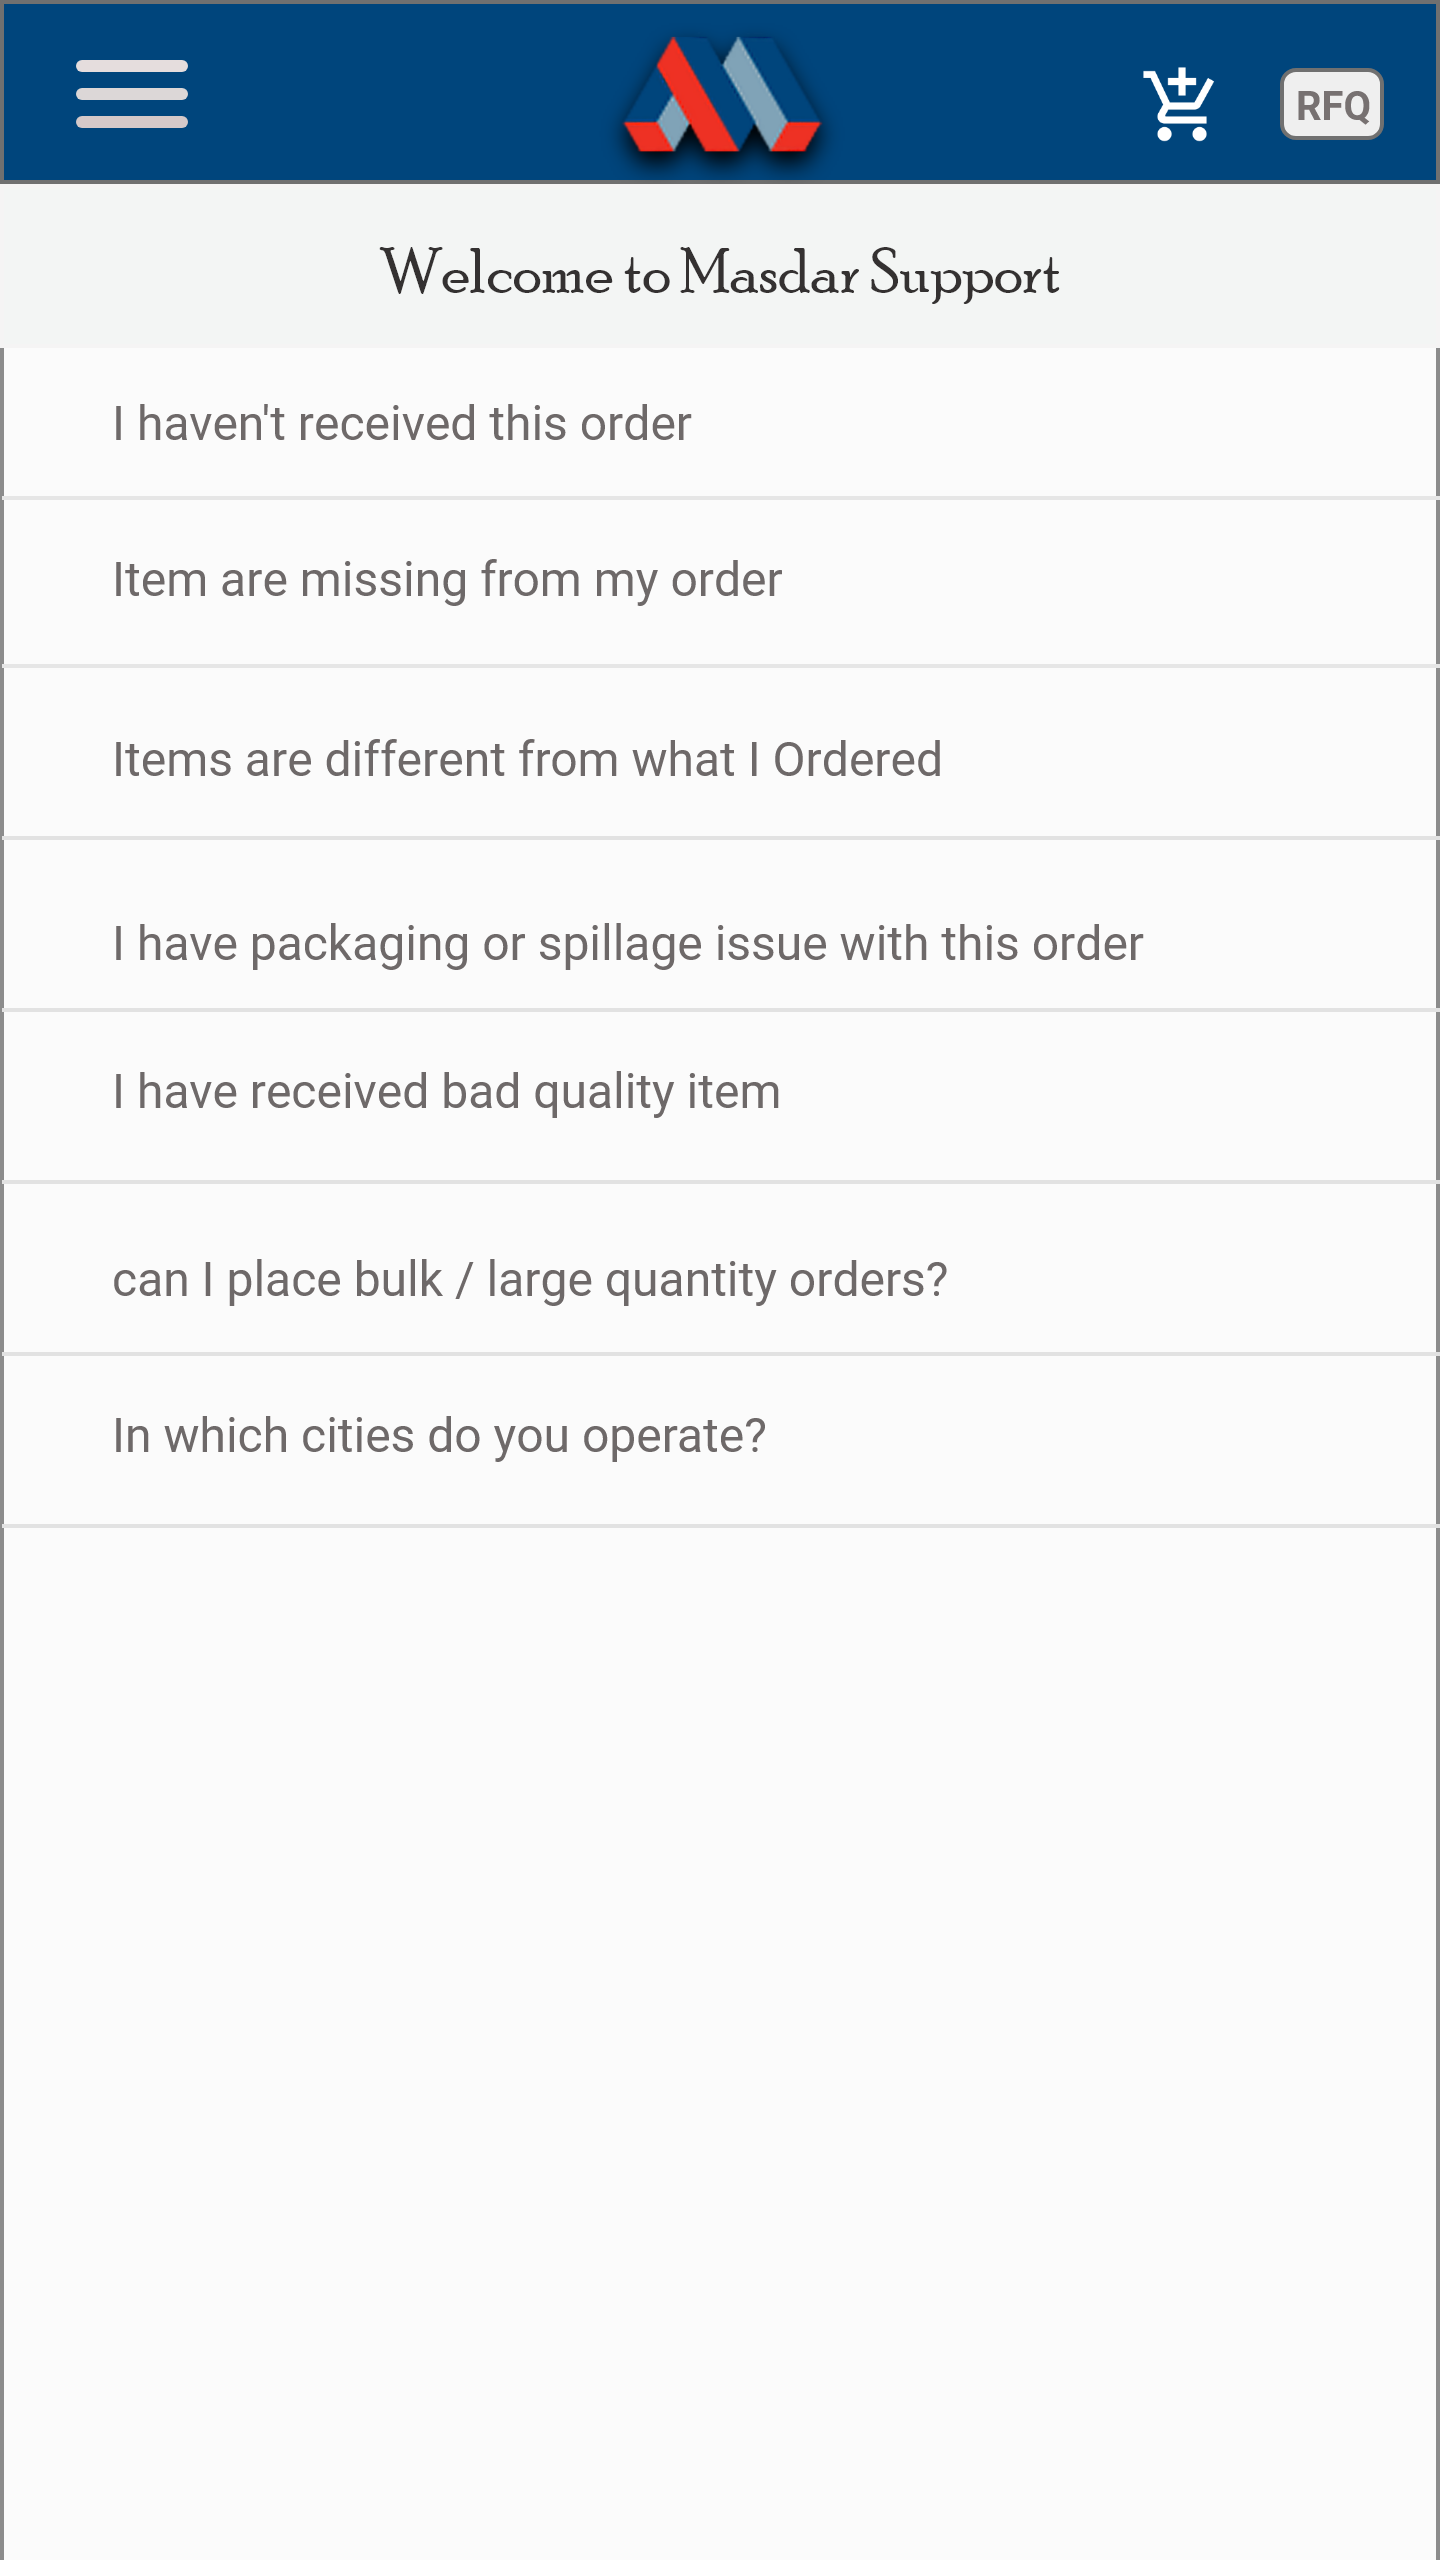 RFQ
Welcome to Masdar Support
I haven't received this order
Item are missing from my order
Items are different from what I Ordered
I have packaging or spillage issue with this order
I have received bad quality item
can I place bulk / large quantity orders?
In which cities do you operate?